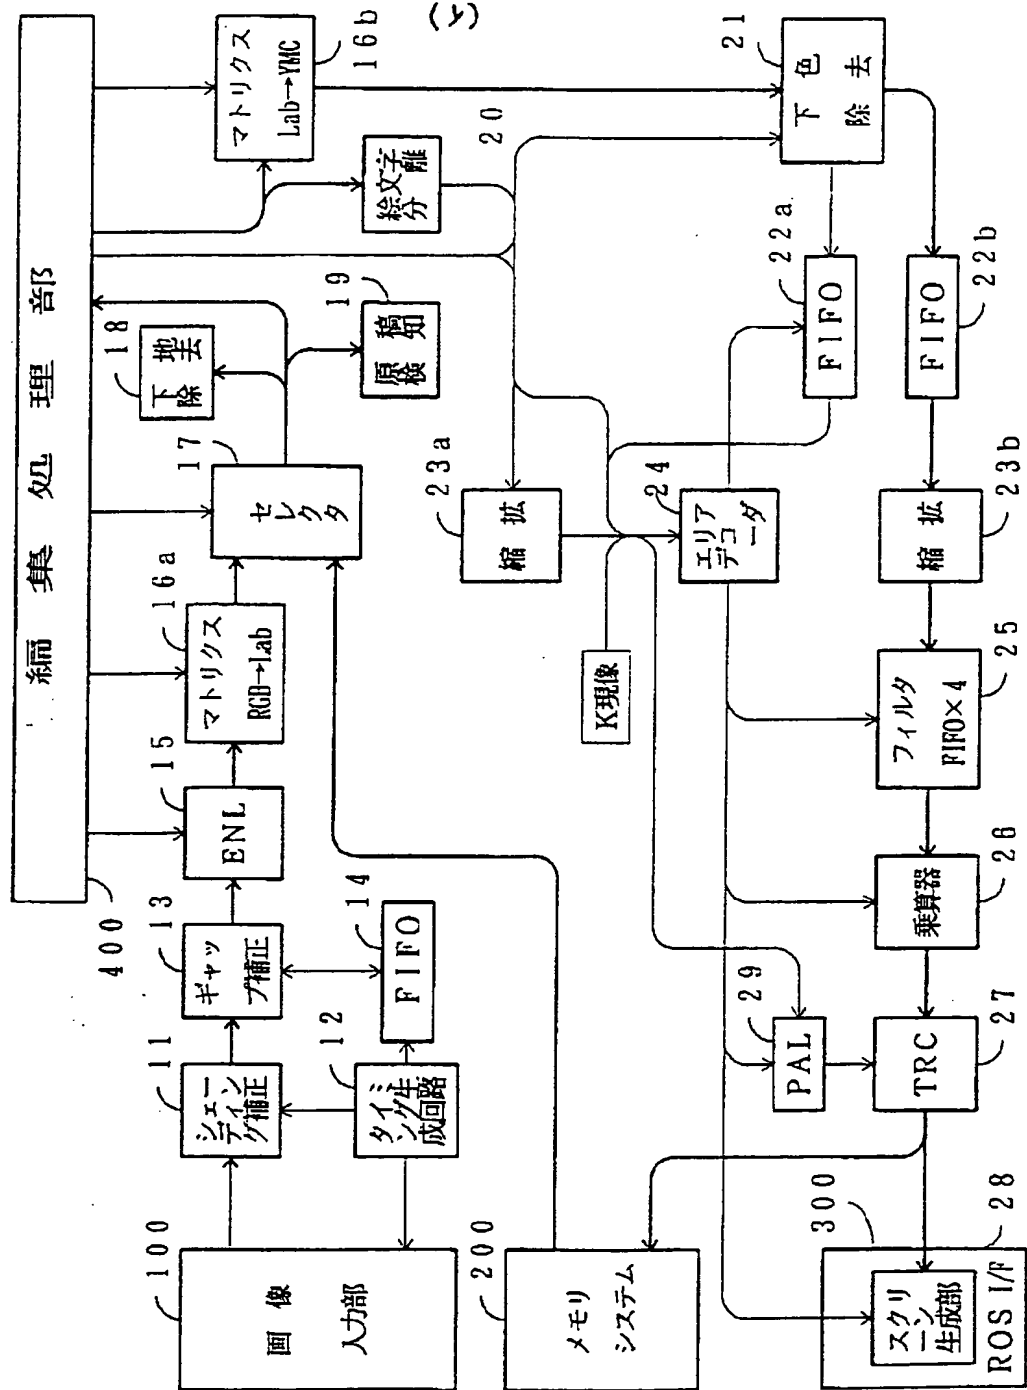 編集処理部
400
画像
入力部
100
シェー
ディン
グ補正
11
タイミ
ング生
成回路
12
ギャッ
プ補正
13
FIFO
14
ENL
15
マトリクス
RGB→Lab
16a
セレ
クタ
17
下地
除去
18
原稿
検知
19
絵文字
分離
20
マトリクス
Lab→YMC
16b
メモリ
システム
200
K現像
縮拡
23a
エリア
デコ
ーダ
24
FIFO
22a
下色
除去
21
FIFO
22b
縮拡
23b
フィルタ
FIFO×4
25
乗算器
26
PAL
29
TRC
27
スクリ
ーン
生成部
ROS I/F
300
28